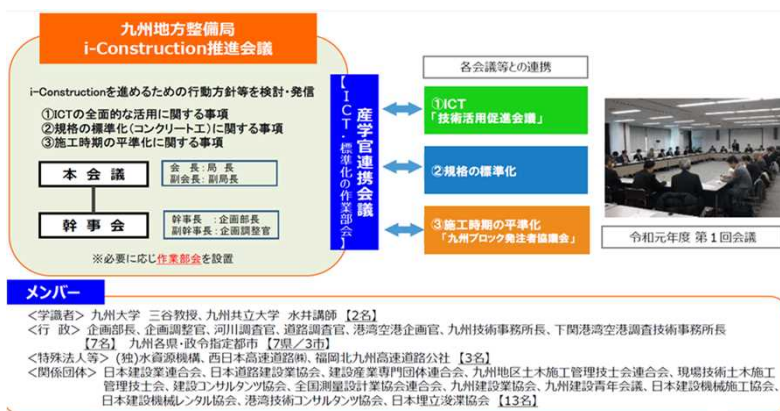 九州地方整備局
i-Construction推進会議
i-Constructionを進めるための行動方針等を検討・発信
①ICTの全面的な活用に関する事項
②規格の標準化(コンクリート工)に関する事項
③施工時期の平準化に関する事項
本会議
会 長:局 長
副会長:副局長
幹事会
幹事長 :企画部長
副幹事長:企画調整官
※必要に応じ作業部会を設置
産学官連携会議
【ICT・標準化の作業部会】
各会議等との連携
①ICT
「技術活用促進会議」
②規格の標準化
③施工時期の平準化
「九州ブロック発注者協議会」
令和元年度 第1回会議
メンバー
<学識者> 九州大学 三谷教授、九州共立大学 水井講師 【2名】
<行 政> 企画部長、企画調整官、河川調査官、道路調査官、港湾空港企画官、九州技術事務所長、下関港湾空港調査技術事務所長
【7名】 九州各県・政令指定都市 【7県/3市】
<特殊法人等> (独)水資源機構、西日本高速道路㈱、福岡北九州高速道路公社 【3名】
<関係団体> 日本建設業連合会、日本道路建設業協会、建設産業専門団体連合会、九州地区土木施工管理技士会連合会、現場技術土木施工
管理技士会、建設コンサルタンツ協会、全国測量設計業協会連合会、九州建設業協会、九州建設青年会議、日本建設機械施工協会、
日本建設機械レンタル協会、港湾技術コンサルタンツ協会、日本埋立浚渫協会 【13名】